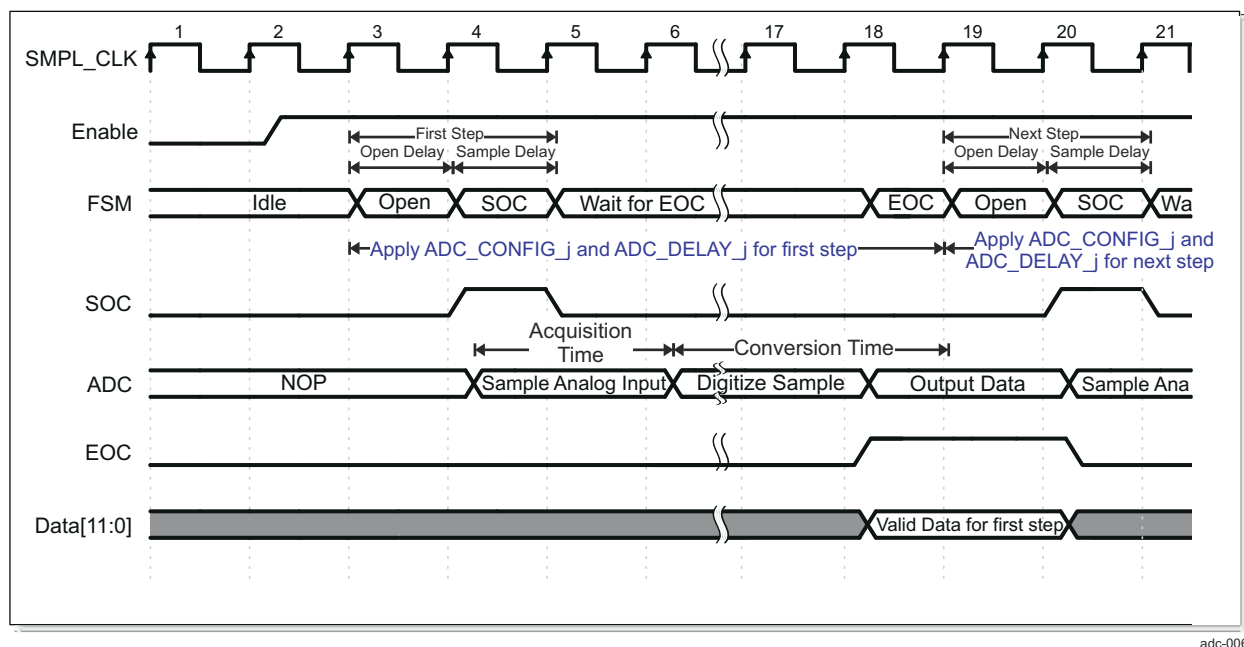 1 2 3 4 5 6 17 18 19 20 21
SMPL_CLK
Enable
First Step
Open Delay Sample Delay
Next Step
Open Delay Sample Delay
FSM
Idle Open SOC Wait for EOC EOC Open SOC Wa
Apply ADC_CONFIG_j and ADC_DELAY_j for first step
Apply ADC_CONFIG_j and
ADC_DELAY_j for next step
SOC
Acquisition
Time
Conversion Time
ADC
NOP Sample Analog Input Digitize Sample Output Data Sample Ana
EOC
Data[11:0]
Valid Data for first step
adc-006